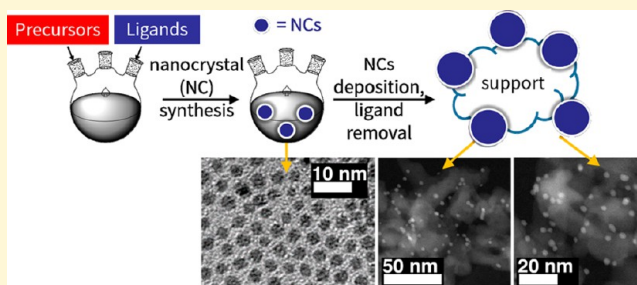 Precursors
Ligands
= NCs
nanocrystal
(NC)
synthesis
NCs
deposition,
ligand
removal
support
10 nm
50 nm
20 nm